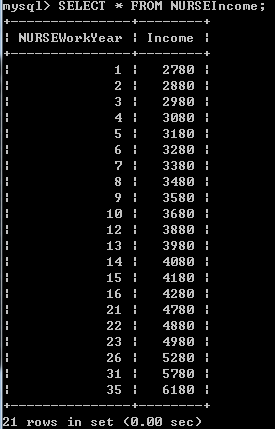 mysql> SELECT * FROM NURSEIncome;
+---------------+--------+
| NURSEWorkYear | Income |
+---------------+--------+
|             1 |   2780 |
|             2 |   2880 |
|             3 |   2980 |
|             4 |   3080 |
|             5 |   3180 |
|             6 |   3280 |
|             7 |   3380 |
|             8 |   3480 |
|             9 |   3580 |
|            10 |   3680 |
|            12 |   3880 |
|            13 |   3980 |
|            14 |   4080 |
|            15 |   4180 |
|            16 |   4280 |
|            21 |   4780 |
|            22 |   4880 |
|            23 |   4980 |
|            26 |   5280 |
|            31 |   5780 |
|            35 |   6180 |
+---------------+--------+
21 rows in set (0.00 sec)